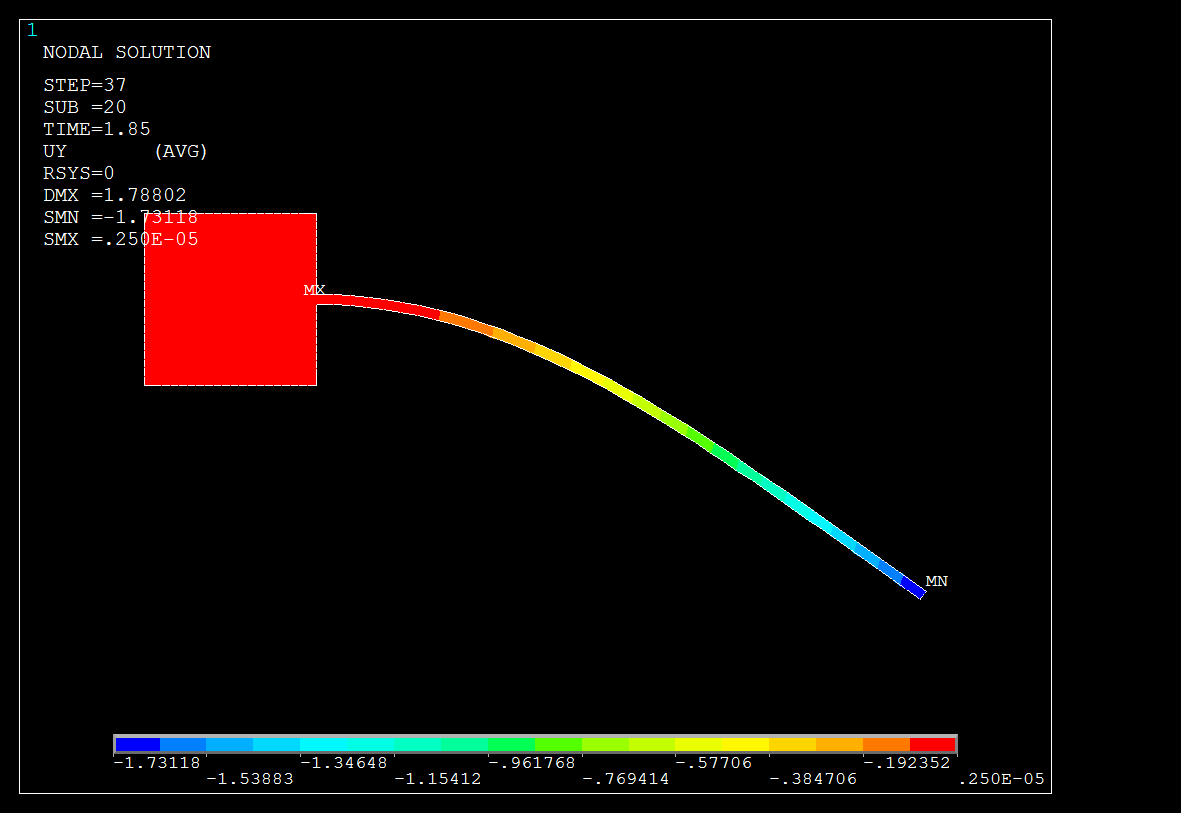 1
NODAL SOLUTION
STEP=37
SUB =20
TIME=1.85
UY (AVG)
RSYS=0
DMX =1.78802
SMN =-1.73118
SMX =.250E-05
MX
MN
-1.73118 -1.34648 -.961768 -.57706 -.192352
-1.53883 -1.15412 -.769414 -.384706 .250E-05